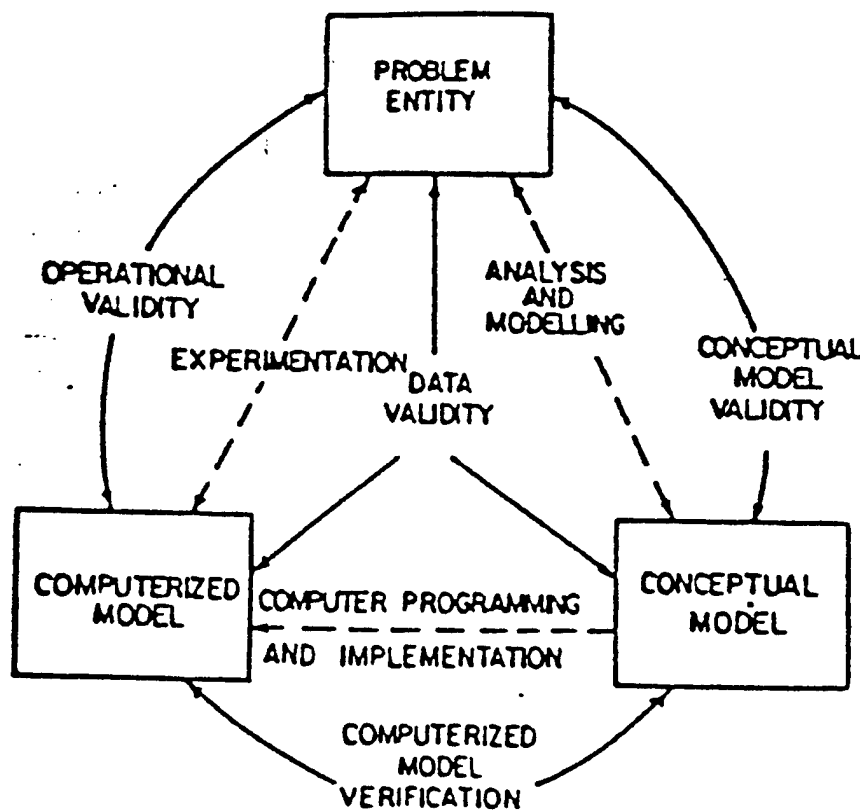 PROBLEM
ENTITY
OPERATIONAL
VALIDITY
ANALYSIS
AND
MODELLING
EXPERIMENTATION
DATA
VALIDITY
CONCEPTUAL
MODEL
VALIDITY
COMPUTERIZED
MODEL
COMPUTER PROGRAMMING
AND IMPLEMENTATION
CONCEPTUAL
MODEL
COMPUTERIZED
MODEL
VERIFICATION